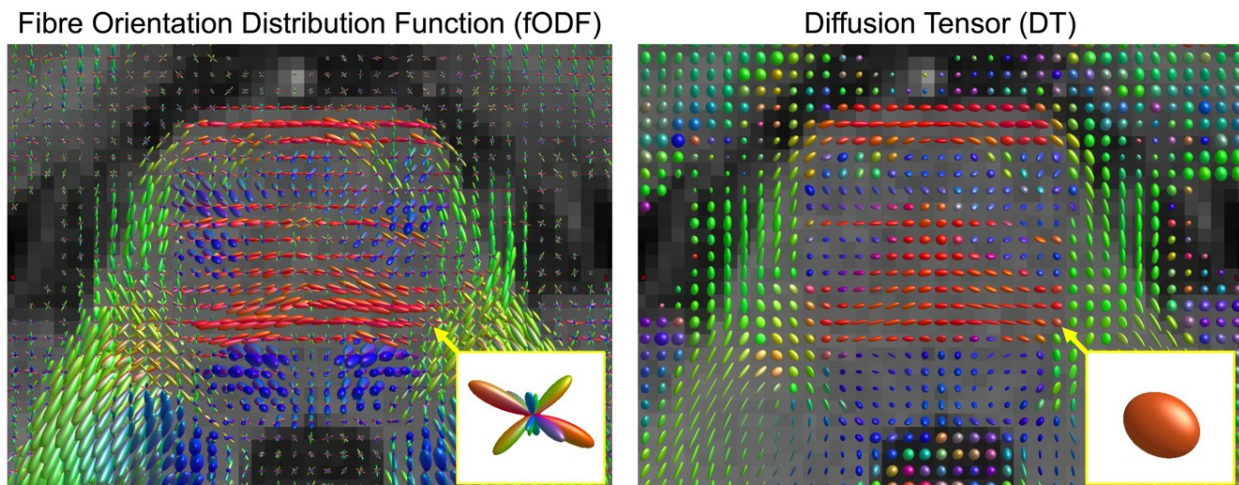 Fibre Orientation Distribution Function (fODF)
Diffusion Tensor (DT)